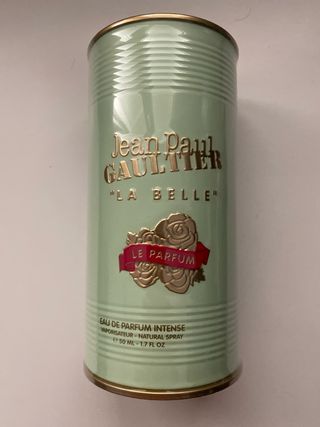 Jean Paul
GAULTIER
"LA BELLE"
LE PARFUM
EAU DE PARFUM INTENSE
VAPORISATEUR - NATURAL SPRAY
℮ 50 ML - 1.7 FL OZ